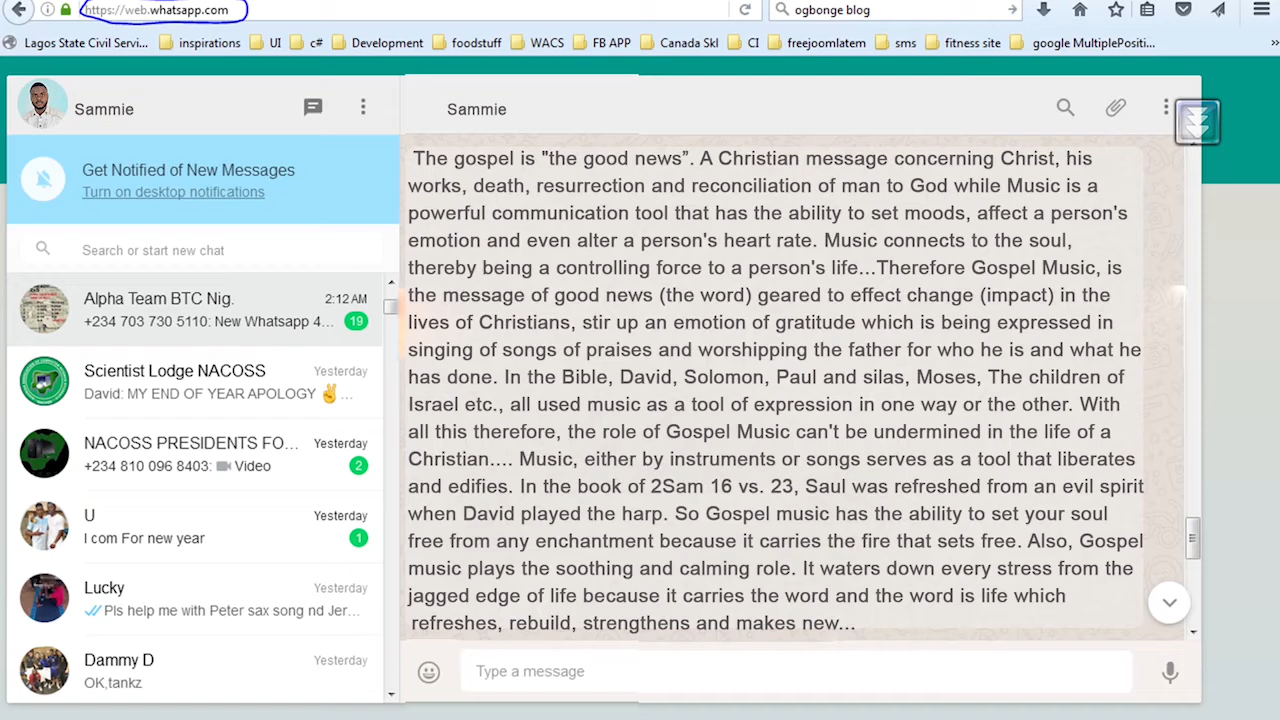 https://web.whatsapp.com
ogbonge blog
Lagos State Civil Servi...
inspirations
UI
c#
Development
foodstuff
WACS
FB APP
Canada Skl
CI
freejoomlatem
sms
fitness site
google MultiplePositi...
Sammie
Get Notified of New Messages
Turn on desktop notifications
Search or start new chat
Alpha Team BTC Nig.
2:12 AM
+234 703 730 5110: New Whatsapp 4...
19
Scientist Lodge NACOSS
Yesterday
David: MY END OF YEAR APOLOGY ✌...
NACOSS PRESIDENTS FO...
Yesterday
+234 810 096 8403: Video
2
U
Yesterday
I com For new year
1
Lucky
Yesterday
Pls help me with Peter sax song nd Jer...
Dammy D
Yesterday
OK,tankz
Sammie
The gospel is "the good news”. A Christian message concerning Christ, his
works, death, resurrection and reconciliation of man to God while Music is a
powerful communication tool that has the ability to set moods, affect a person's
emotion and even alter a person's heart rate. Music connects to the soul,
thereby being a controlling force to a person's life...Therefore Gospel Music, is
the message of good news (the word) geared to effect change (impact) in the
lives of Christians, stir up an emotion of gratitude which is being expressed in
singing of songs of praises and worshipping the father for who he is and what he
has done. In the Bible, David, Solomon, Paul and silas, Moses, The children of
Israel etc., all used music as a tool of expression in one way or the other. With
all this therefore, the role of Gospel Music can't be undermined in the life of a
Christian.... Music, either by instruments or songs serves as a tool that liberates
and edifies. In the book of 2Sam 16 vs. 23, Saul was refreshed from an evil spirit
when David played the harp. So Gospel music has the ability to set your soul
free from any enchantment because it carries the fire that sets free. Also, Gospel
music plays the soothing and calming role. It waters down every stress from the
jagged edge of life because it carries the word and the word is life which
refreshes, rebuild, strengthens and makes new...
Type a message